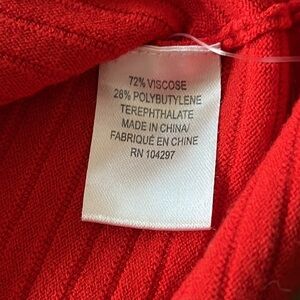 72% VISCOSE
28% POLYBUTYLENE
TEREPHTHALATE
MADE IN CHINA/
FABRIQUÉ EN CHINE
RN 104297